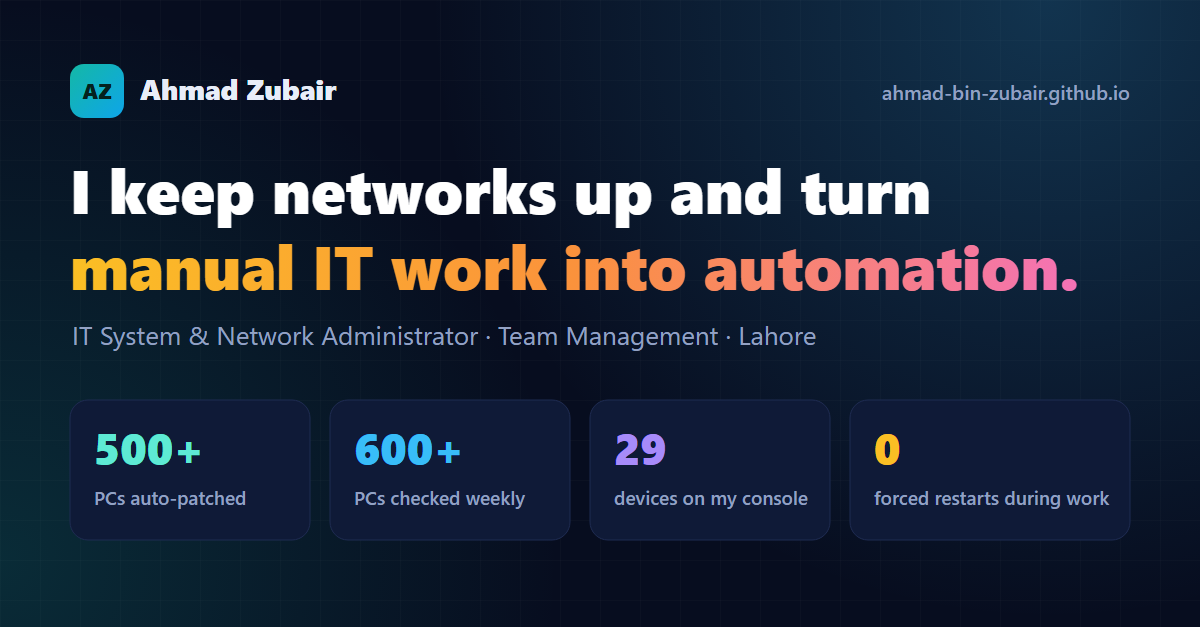 AZ
Ahmad Zubair
ahmad-bin-zubair.github.io
I keep networks up and turn
manual IT work into automation.
IT System & Network Administrator · Team Management · Lahore
500+
PCs auto-patched
600+
PCs checked weekly
29
devices on my console
0
forced restarts during work